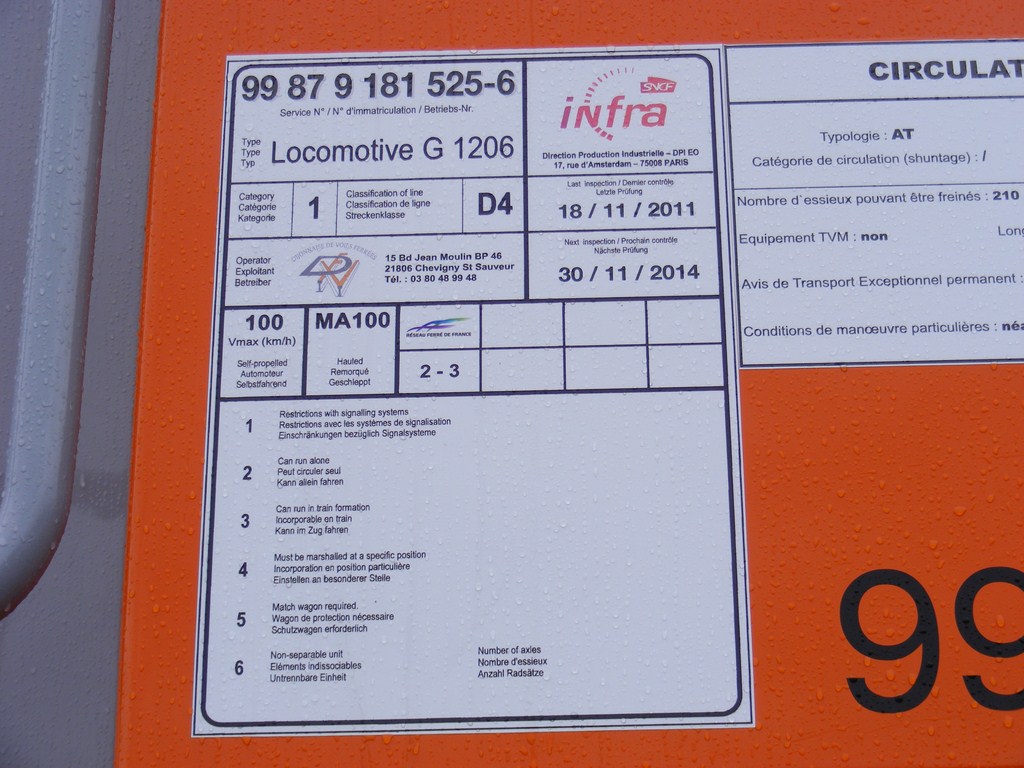 99 87 9 181 525-6
Service N° / N° d'immatriculation / Betriebs-Nr.
Type
Type
Typ
Locomotive G 1206
SNCF
infra
Direction Production Industrielle – DPI EO
17, rue d'Amsterdam – 75008 PARIS
Category
Catégorie
Kategorie
1
Classification of line
Classification de ligne
Streckenklasse
D4
Last inspection / Dernier contrôle
Letzte Prüfung
18 / 11 / 2011
Operator
Exploitant
Betreiber
15 Bd Jean Moulin BP 46
21806 Chevigny St Sauveur
Tél. : 03 80 48 99 48
Next inspection / Prochain contrôle
Nächste Prüfung
30 / 11 / 2014
100
Vmax (km/h)
Self-propelled
Automoteur
Selbstfahrend
MA100
Hauled
Remorqué
Geschleppt
RÉSEAU FERRÉ DE FRANCE
2 - 3
1
Restrictions with signalling systems
Restrictions avec les systèmes de signalisation
Einschränkungen bezüglich Signalsysteme
2
Can run alone
Peut circuler seul
Kann allein fahren
3
Can run in train formation
Incorporable en train
Kann im Zug fahren
4
Must be marshalled at a specific position
Incorporation en position particulière
Einstellen an besonderer Stelle
5
Match wagon required.
Wagon de protection nécessaire
Schutzwagen erforderlich
6
Non-separable unit
Eléments indissociables
Untrennbare Einheit
Number of axles
Nombre d'essieux
Anzahl Radsätze
CIRCULAT
Typologie : AT
Catégorie de circulation (shuntage) : /
Nombre d`essieux pouvant être freinés : 210
Equipement TVM : non
Long
Avis de Transport Exceptionnel permanent :
Conditions de manœuvre particulières : néa
99